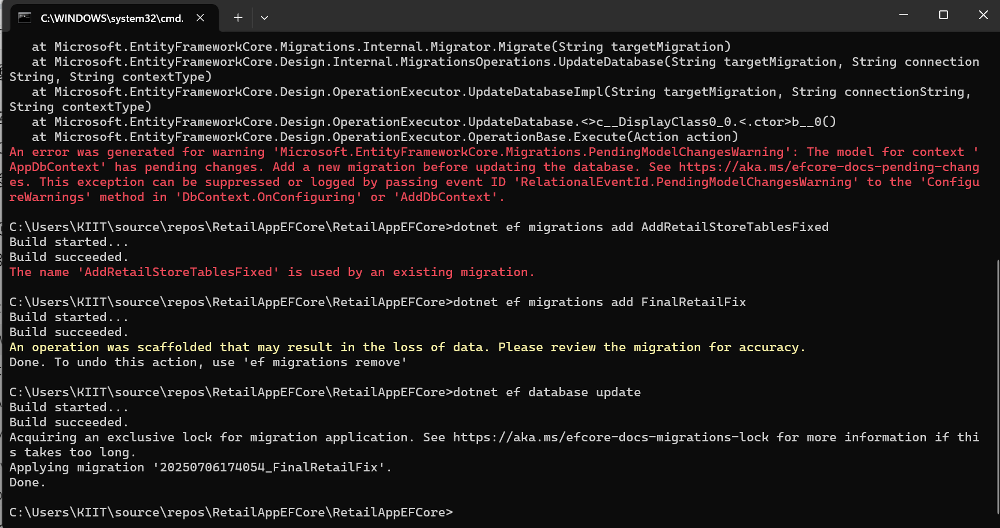 C:\WINDOWS\system32\cmd.
   at Microsoft.EntityFrameworkCore.Migrations.Internal.Migrator.Migrate(String targetMigration)
   at Microsoft.EntityFrameworkCore.Design.Internal.MigrationsOperations.UpdateDatabase(String targetMigration, String connection
String, String contextType)
   at Microsoft.EntityFrameworkCore.Design.OperationExecutor.UpdateDatabaseImpl(String targetMigration, String connectionString,
String contextType)
   at Microsoft.EntityFrameworkCore.Design.OperationExecutor.UpdateDatabase.<>c__DisplayClass0_0.<.ctor>b__0()
   at Microsoft.EntityFrameworkCore.Design.OperationExecutor.OperationBase.Execute(Action action)
An error was generated for warning 'Microsoft.EntityFrameworkCore.Migrations.PendingModelChangesWarning': The model for context '
AppDbContext' has pending changes. Add a new migration before updating the database. See https://aka.ms/efcore-docs-pending-chang
es. This exception can be suppressed or logged by passing event ID 'RelationalEventId.PendingModelChangesWarning' to the 'Configu
reWarnings' method in 'DbContext.OnConfiguring' or 'AddDbContext'.
C:\Users\KIIT\source\repos\RetailAppEFCore\RetailAppEFCore>dotnet ef migrations add AddRetailStoreTablesFixed
Build started...
Build succeeded.
The name 'AddRetailStoreTablesFixed' is used by an existing migration.
C:\Users\KIIT\source\repos\RetailAppEFCore\RetailAppEFCore>dotnet ef migrations add FinalRetailFix
Build started...
Build succeeded.
An operation was scaffolded that may result in the loss of data. Please review the migration for accuracy.
Done. To undo this action, use 'ef migrations remove'
C:\Users\KIIT\source\repos\RetailAppEFCore\RetailAppEFCore>dotnet ef database update
Build started...
Build succeeded.
Acquiring an exclusive lock for migration application. See https://aka.ms/efcore-docs-migrations-lock for more information if thi
s takes too long.
Applying migration '20250706174054_FinalRetailFix'.
Done.
C:\Users\KIIT\source\repos\RetailAppEFCore\RetailAppEFCore>